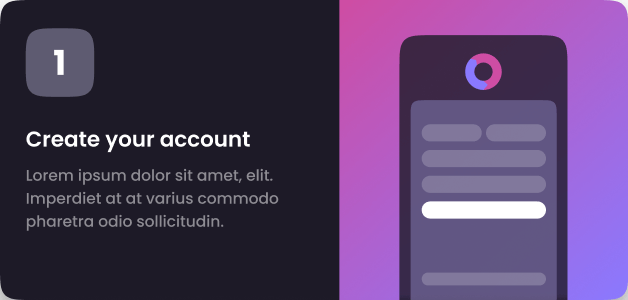 1
Create your account
Lorem ipsum dolor sit amet, elit.
Imperdiet at at varius commodo
pharetra odio sollicitudin.